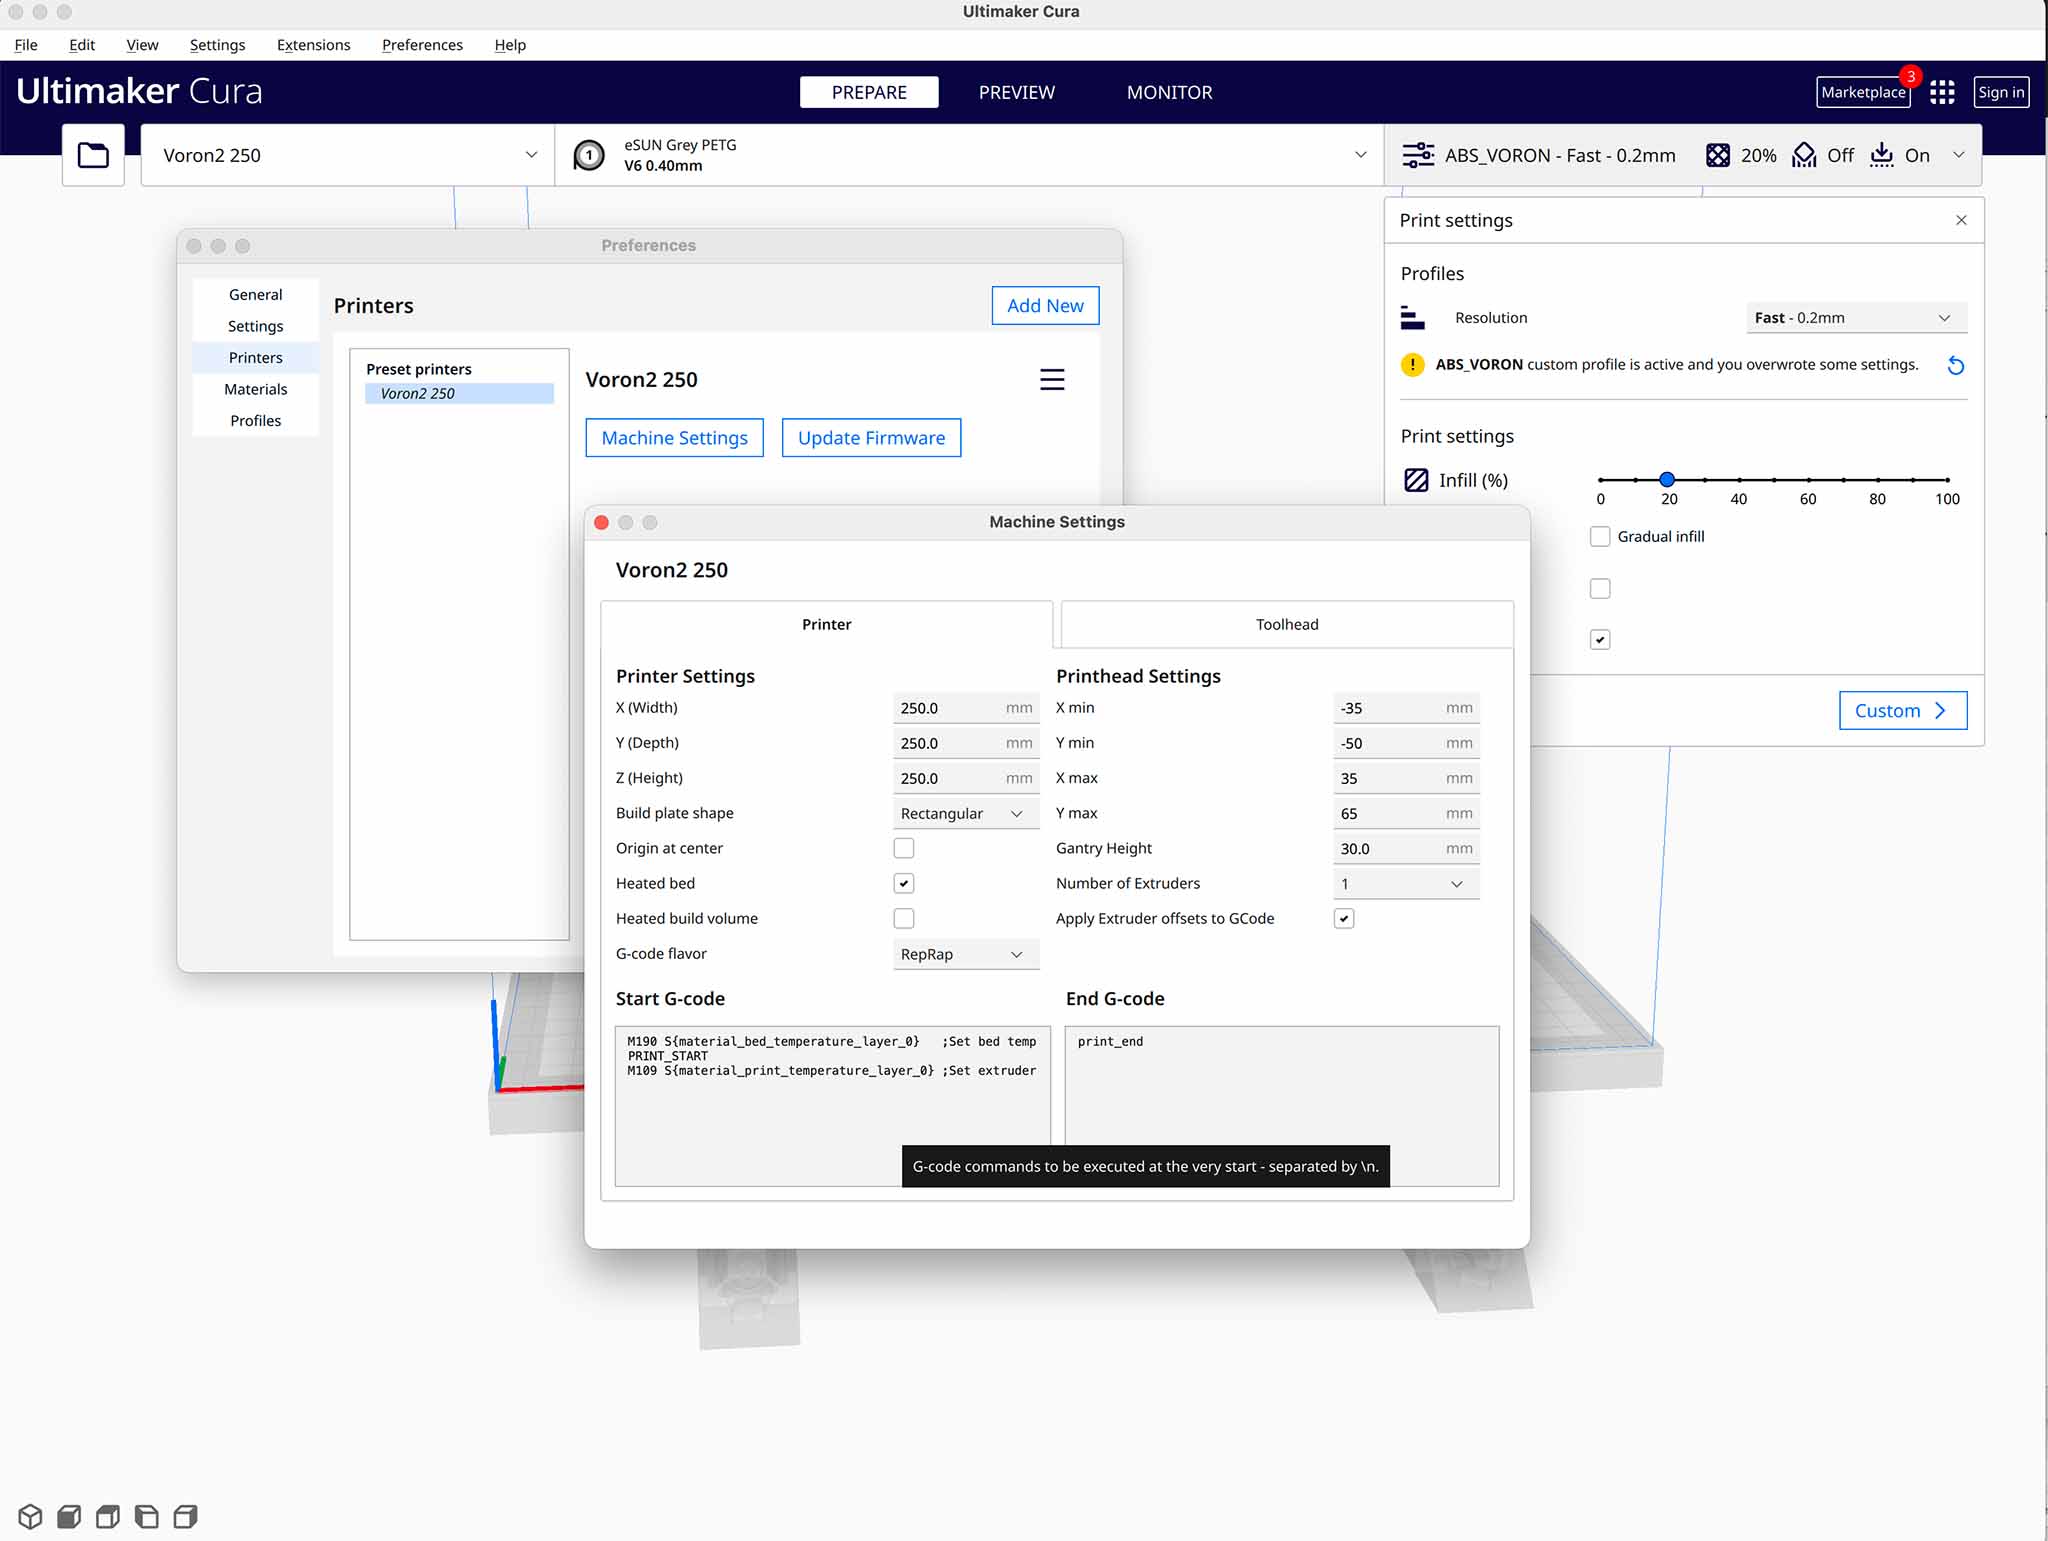 Ultimaker Cura
File Edit View Settings Extensions Preferences Help
Ultimaker Cura
PREPARE PREVIEW MONITOR
Marketplace 3 Sign in
Voron2 250
1 eSUN Grey PETG
V6 0.40mm
ABS_VORON - Fast - 0.2mm 20% Off On
Print settings
Profiles
Resolution Fast - 0.2mm
! ABS_VORON custom profile is active and you overwrote some settings.
Print settings
Infill (%)
0 20 40 60 80 100
Gradual infill
Custom
Preferences
General
Settings
Printers
Materials
Profiles
Printers
Add New
Preset printers
Voron2 250
Voron2 250
Machine Settings Update Firmware
Machine Settings
Voron2 250
Printer Toolhead
Printer Settings
X (Width) 250.0 mm
Y (Depth) 250.0 mm
Z (Height) 250.0 mm
Build plate shape Rectangular
Origin at center
Heated bed
Heated build volume
G-code flavor RepRap
Printhead Settings
X min -35 mm
Y min -50 mm
X max 35 mm
Y max 65 mm
Gantry Height 30.0 mm
Number of Extruders 1
Apply Extruder offsets to GCode
Start G-code
M190 S{material_bed_temperature_layer_0} ;Set bed temp
PRINT_START
M109 S{material_print_temperature_layer_0} ;Set extruder
End G-code
print_end
G-code commands to be executed at the very start - separated by \n.